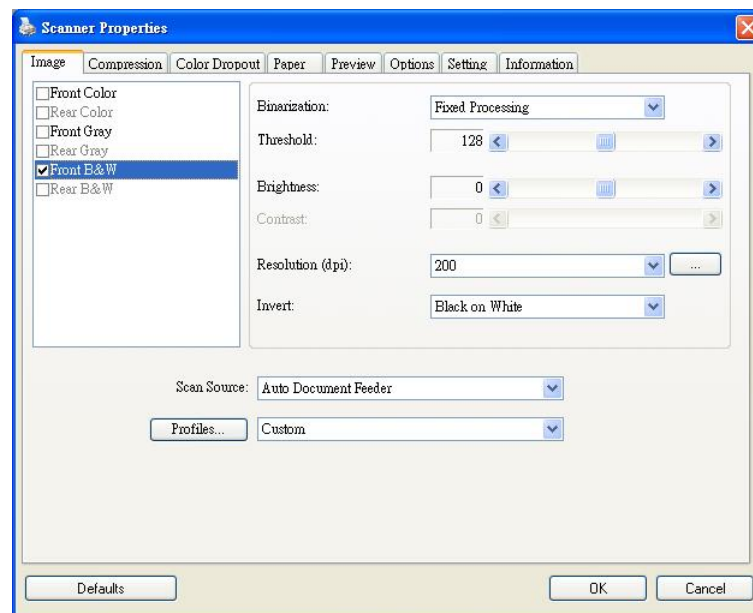 Scanner Properties
Image Compression Color Dropout Paper Preview Options Setting Information
Front Color
Rear Color
Front Gray
Rear Gray
Front B&W
Rear B&W
Binarization: Fixed Processing
Threshold: 128
Brightness: 0
Contrast: 0
Resolution (dpi): 200 ...
Invert: Black on White
Scan Source: Auto Document Feeder
Profiles... Custom
Defaults OK Cancel